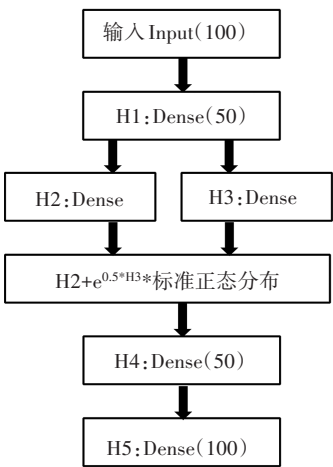 输入Input(100)
H1:Dense(50)
H2:Dense
H3:Dense
H2+e^0.5*H3*标准正态分布
H4:Dense(50)
H5:Dense(100)